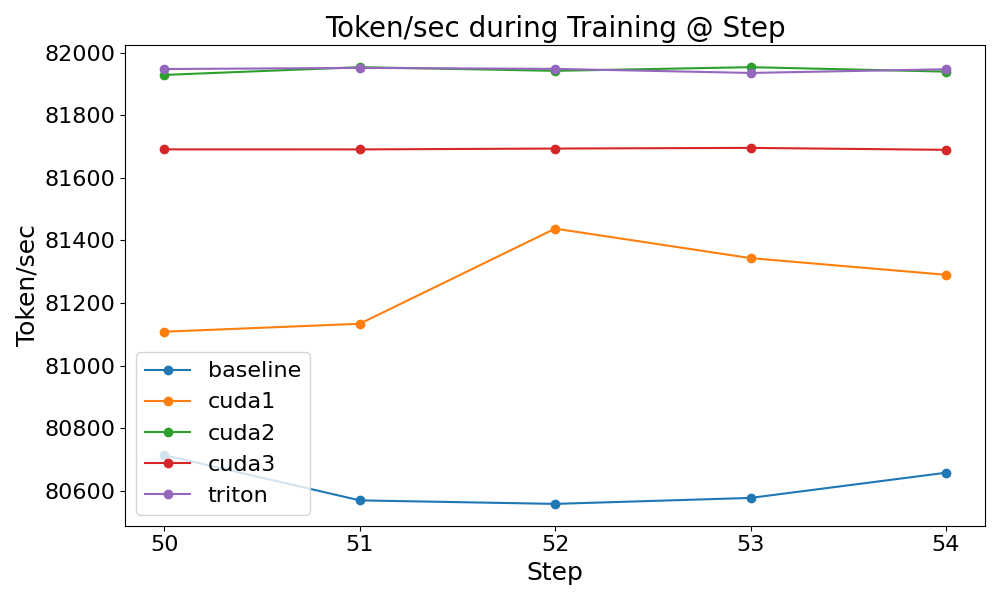 Token/sec during Training @ Step
Token/sec
82000
81800
81600
81400
81200
81000
80800
80600
baseline
cuda1
cuda2
cuda3
triton
50 51 52 53 54
Step